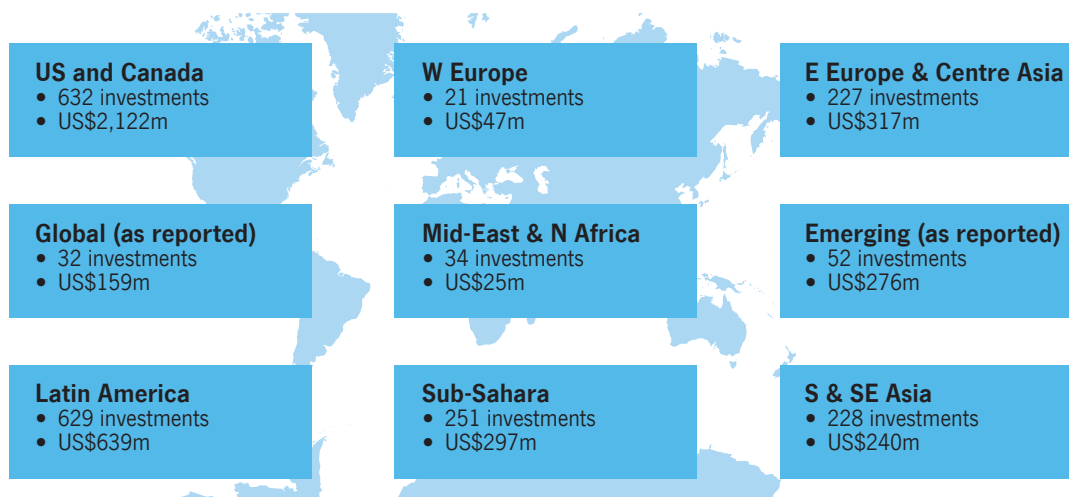 US and Canada
• 632 investments
• US$2,122m
W Europe
• 21 investments
• US$47m
E Europe & Centre Asia
• 227 investments
• US$317m
Global (as reported)
• 32 investments
• US$159m
Mid-East & N Africa
• 34 investments
• US$25m
Emerging (as reported)
• 52 investments
• US$276m
Latin America
• 629 investments
• US$639m
Sub-Sahara
• 251 investments
• US$297m
S & SE Asia
• 228 investments
• US$240m